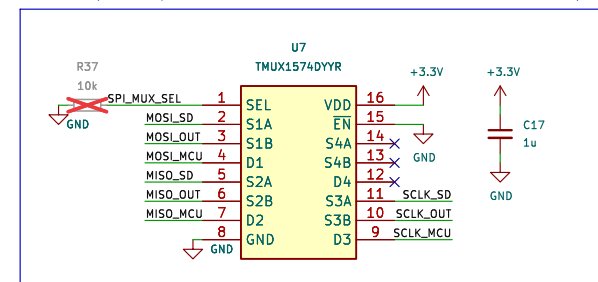 U7
TMUX1574DYYR
R37
10k
SPI_MUX_SEL
GND
MOSI_SD
MOSI_OUT
MOSI_MCU
MISO_SD
MISO_OUT
MISO_MCU
GND
1 SEL
2 S1A
3 S1B
4 D1
5 S2A
6 S2B
7 D2
8 GND
VDD 16
EN 15
S4A 14
S4B 13
D4 12
S3A 11
S3B 10
D3 9
+3.3V
GND
SCLK_SD
SCLK_OUT
SCLK_MCU
+3.3V
C17
1u
GND